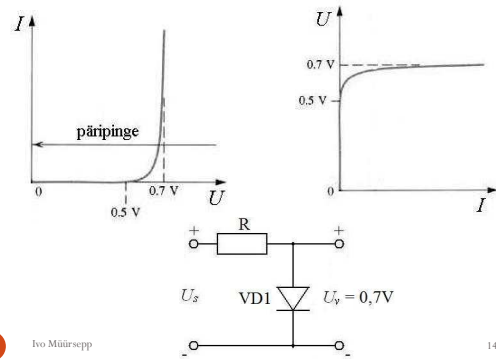 I
päripinge
0
0.5 V
0.7 V
U
U
0.7 V
0.5 V
0
I
+
R
+
Us
VD1
Uv = 0,7V
-
-
Ivo Müürsepp
14